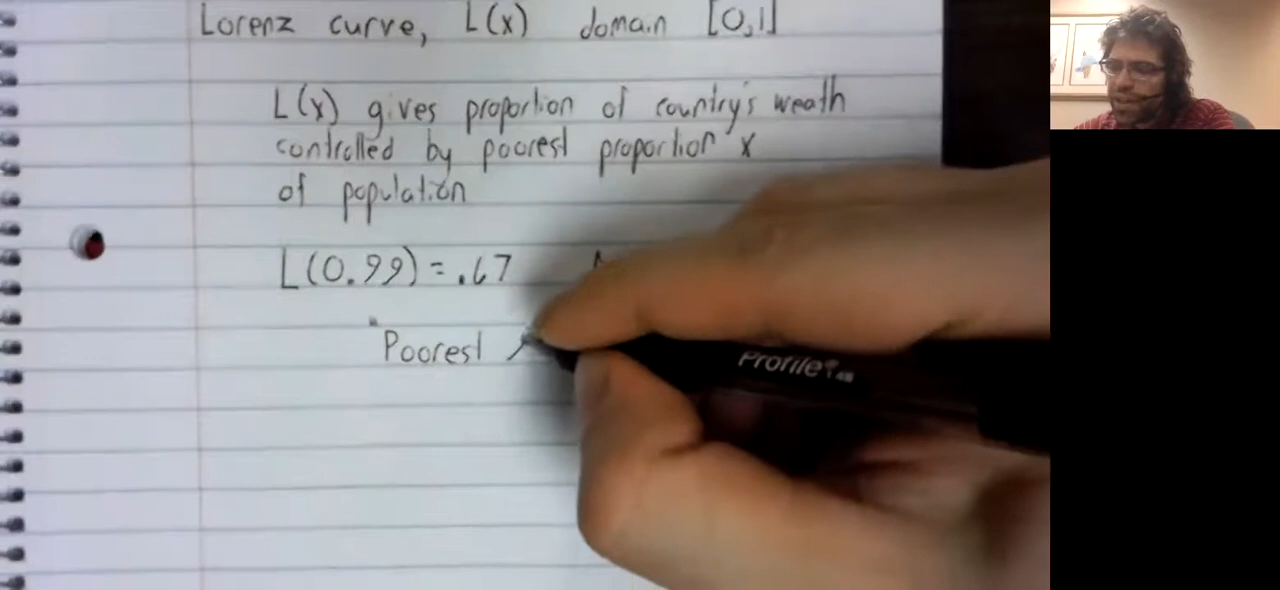 Lorenz curve, L(x) domain [0,1]
L(x) gives proportion of country's weath
controlled by poorest proportion x
of population
L(0.99) = .67
Poorest
Profile